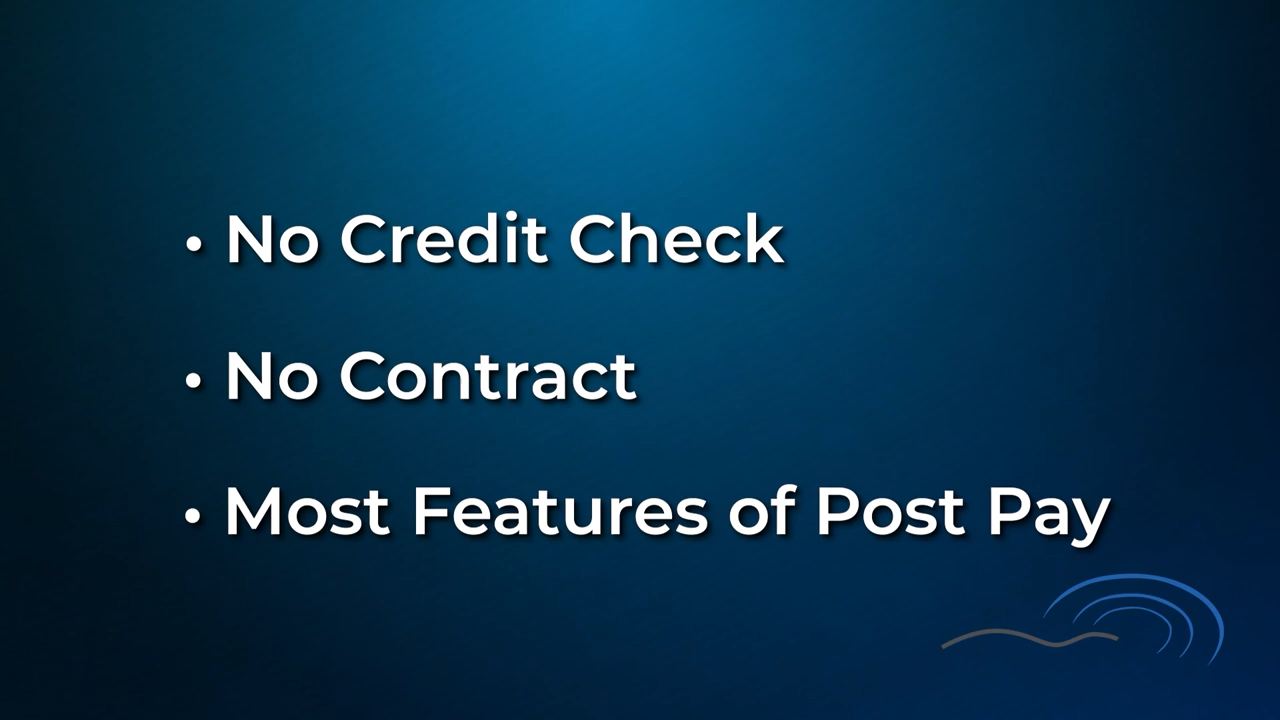 • No Credit Check
• No Contract
• Most Features of Post Pay